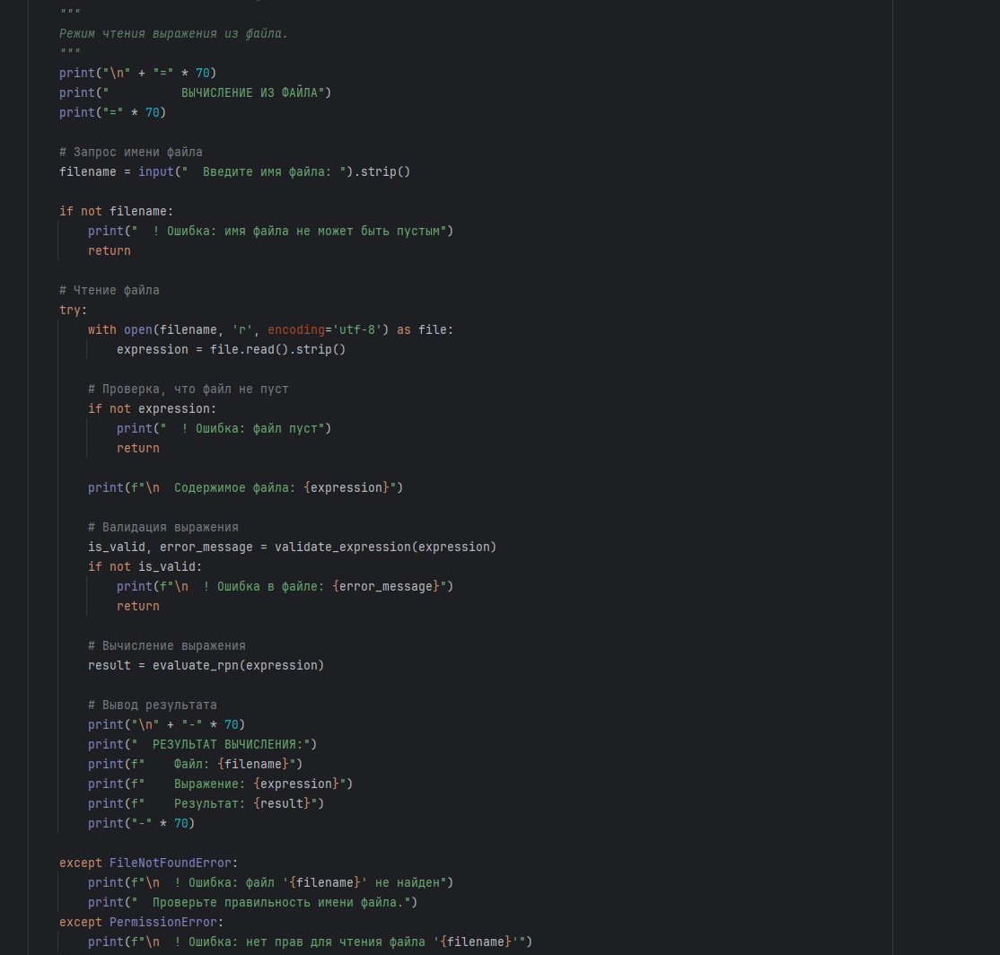 """
Режим чтения выражения из файла.
"""
print("\n" + "=" * 70)
print("          ВЫЧИСЛЕНИЕ ИЗ ФАЙЛА")
print("=" * 70)

# Запрос имени файла
filename = input("  Введите имя файла: ").strip()

if not filename:
    print("  ! Ошибка: имя файла не может быть пустым")
    return

# Чтение файла
try:
    with open(filename, 'r', encoding='utf-8') as file:
        expression = file.read().strip()

    # Проверка, что файл не пуст
    if not expression:
        print("  ! Ошибка: файл пуст")
        return

    print(f"\n  Содержимое файла: {expression}")

    # Валидация выражения
    is_valid, error_message = validate_expression(expression)
    if not is_valid:
        print(f"\n  ! Ошибка в файле: {error_message}")
        return

    # Вычисление выражения
    result = evaluate_rpn(expression)

    # Вывод результата
    print("\n" + "-" * 70)
    print("  РЕЗУЛЬТАТ ВЫЧИСЛЕНИЯ:")
    print(f"    Файл: {filename}")
    print(f"    Выражение: {expression}")
    print(f"    Результат: {result}")
    print("-" * 70)

except FileNotFoundError:
    print(f"\n  ! Ошибка: файл '{filename}' не найден")
    print("  Проверьте правильность имени файла.")
except PermissionError:
    print(f"\n  ! Ошибка: нет прав для чтения файла '{filename}'")